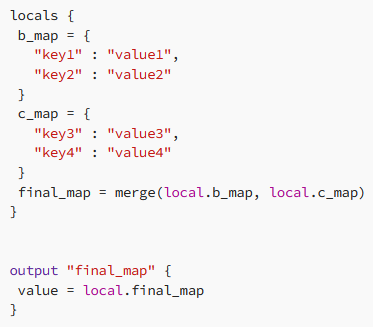 locals {
 b_map = {
   "key1" : "value1",
   "key2" : "value2"
 }
 c_map = {
   "key3" : "value3",
   "key4" : "value4"
 }
 final_map = merge(local.b_map, local.c_map)
}
output "final_map" {
 value = local.final_map
}